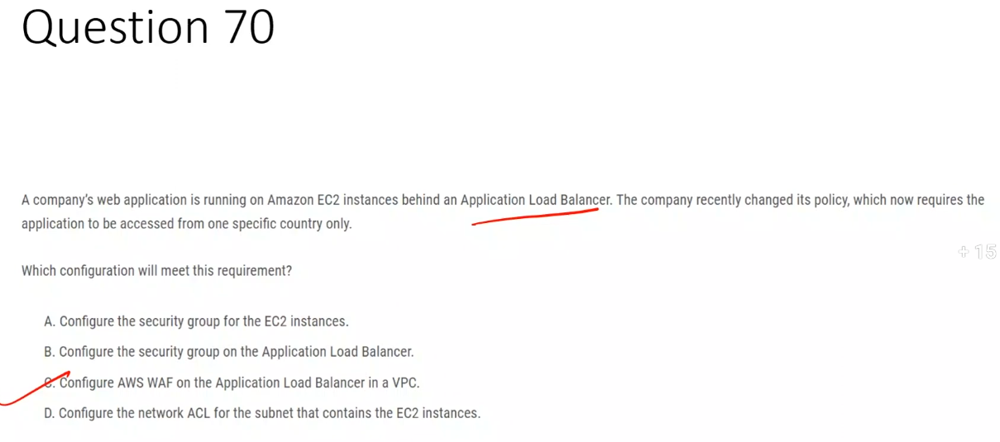 Question 70
A company's web application is running on Amazon EC2 instances behind an Application Load Balancer. The company recently changed its policy, which now requires the
application to be accessed from one specific country only.
+ 15
Which configuration will meet this requirement?
A. Configure the security group for the EC2 instances.
B. Configure the security group on the Application Load Balancer.
C. Configure AWS WAF on the Application Load Balancer in a VPC.
D. Configure the network ACL for the subnet that contains the EC2 instances.